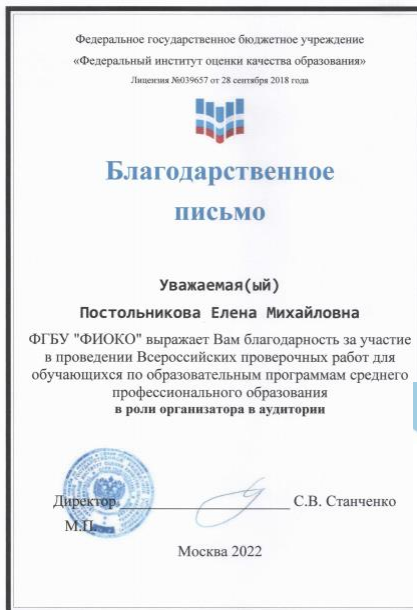 Федеральное государственное бюджетное учреждение
«Федеральный институт оценки качества образования»
Лицензия №039657 от 28 сентября 2018 года
Благодарственное
письмо
Уважаемая(ый)
Постольникова Елена Михайловна
ФГБУ "ФИОКО" выражает Вам благодарность за участие
в проведении Всероссийских проверочных работ для
обучающихся по образовательным программам среднего
профессионального образования
в роли организатора в аудитории
Директор С.В. Станченко
М.П.
Москва 2022